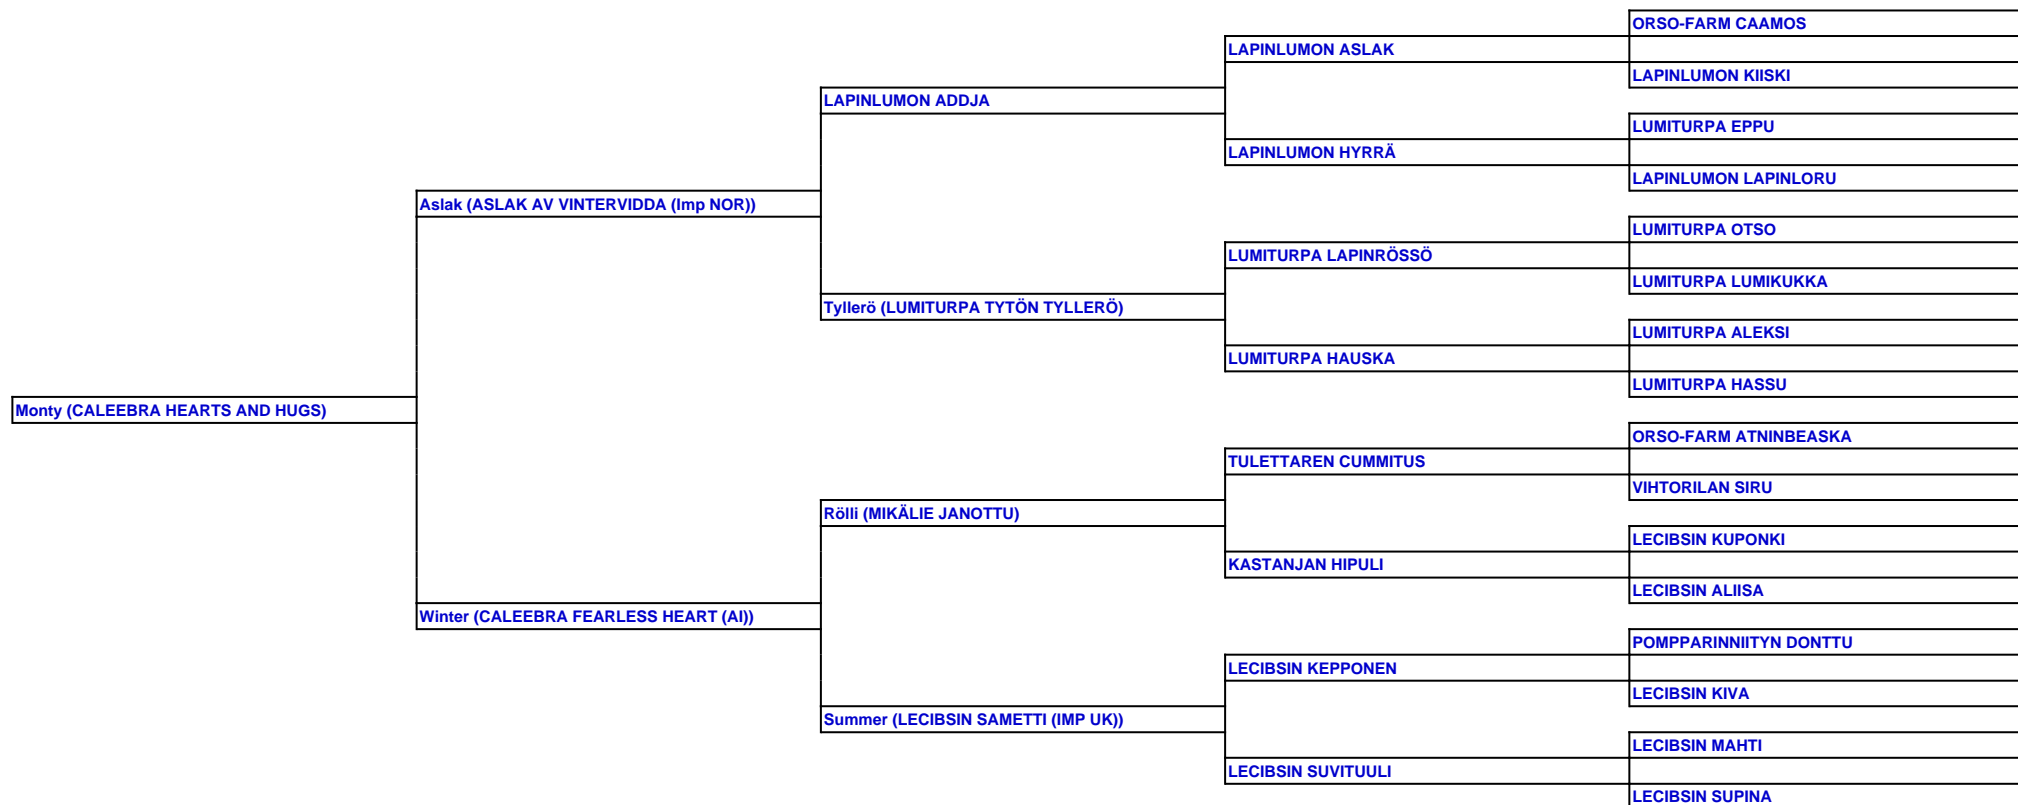 ORSO-FARM CAAMOS
LAPINLUMON ASLAK
LAPINLUMON KIISKI
LAPINLUMON ADDJA
LUMITURPA EPPU
LAPINLUMON HYRRÄ
LAPINLUMON LAPINLORU
Aslak (ASLAK AV VINTERVIDDA (Imp NOR))
LUMITURPA OTSO
LUMITURPA LAPINRÖSSÖ
LUMITURPA LUMIKUKKA
Tyllerö (LUMITURPA TYTÖN TYLLERÖ)
LUMITURPA ALEKSI
LUMITURPA HAUSKA
LUMITURPA HASSU
Monty (CALEEBRA HEARTS AND HUGS)
ORSO-FARM ATNINBEASKA
TULETTAREN CUMMITUS
VIHTORILAN SIRU
Rölli (MIKÄLIE JANOTTU)
LECIBSIN KUPONKI
KASTANJAN HIPULI
LECIBSIN ALIISA
Winter (CALEEBRA FEARLESS HEART (AI))
POMPPARINNIITYN DONTTU
LECIBSIN KEPPONEN
LECIBSIN KIVA
Summer (LECIBSIN SAMETTI (IMP UK))
LECIBSIN MAHTI
LECIBSIN SUVITUULI
LECIBSIN SUPINA